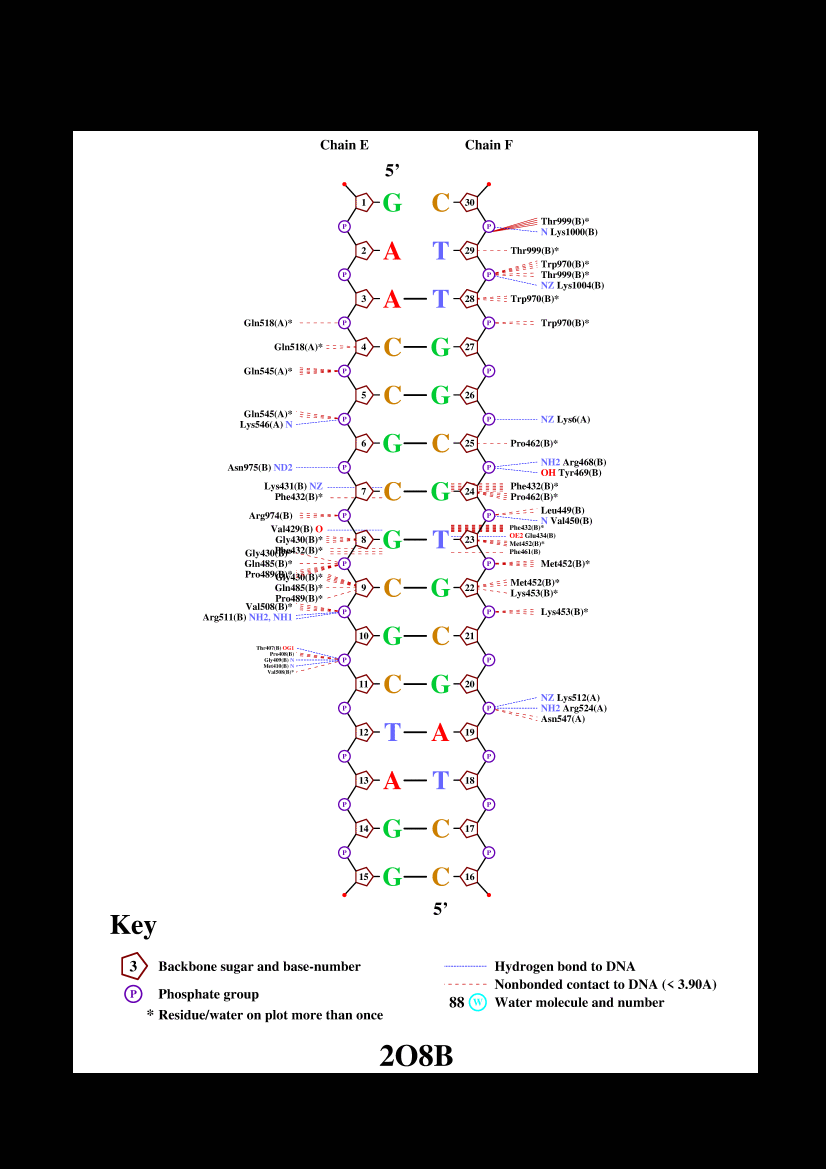 Chain E Chain F
5’
1 G C 30
P P Thr999(B)*
N Lys1000(B)
2 A T 29 Thr999(B)*
Trp970(B)*
P P Thr999(B)*
NZ Lys1004(B)
3 A T 28 Trp970(B)*
Gln518(A)* P P Trp970(B)*
Gln518(A)* 4 C G 27
Gln545(A)* P P
5 C G 26
Gln545(A)* P P NZ Lys6(A)
Lys546(A) N
6 G C 25 Pro462(B)*
NH2 Arg468(B)
Asn975(B) ND2 P P
OH Tyr469(B)
Lys431(B) NZ 7 C G 24 Phe432(B)*
Phe432(B)* Pro462(B)*
Leu449(B)
Arg974(B) P P
N Val450(B)
Val429(B) O Phe432(B)*
Gly430(B)* 8 G T 23 OE2 Glu434(B)
Phe432(B)* Met452(B)*
Gly430(B)* Phe461(B)
Gln485(B)* P P Met452(B)*
Pro489(B)*
Gly430(B)* Met452(B)*
Gln485(B)* 9 C G 22
Pro489(B)* Lys453(B)*
Val508(B)* P P Lys453(B)*
Arg511(B) NH2, NH1
10 G C 21
Thr407(B) OG1
Pro408(B)
Gly409(B) N P P
Met410(B) N
Val508(B)*
11 C G 20
NZ Lys512(A)
P P NH2 Arg524(A)
Asn547(A)
12 T A 19
P P
13 A T 18
P P
14 G C 17
P P
15 G C 16
5’
Key
3 Backbone sugar and base-number
P Phosphate group
* Residue/water on plot more than once
Hydrogen bond to DNA
Nonbonded contact to DNA (< 3.90A)
88 W Water molecule and number
2O8B